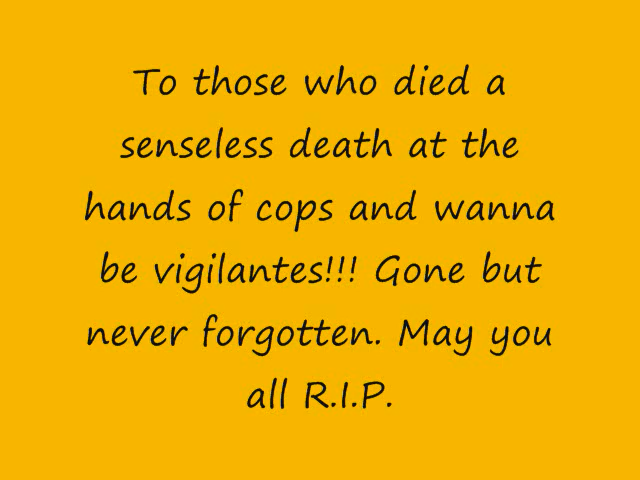 To those who died a
senseless death at the
hands of cops and wanna
be vigilantes!!! Gone but
never forgotten. May you
all R.I.P.